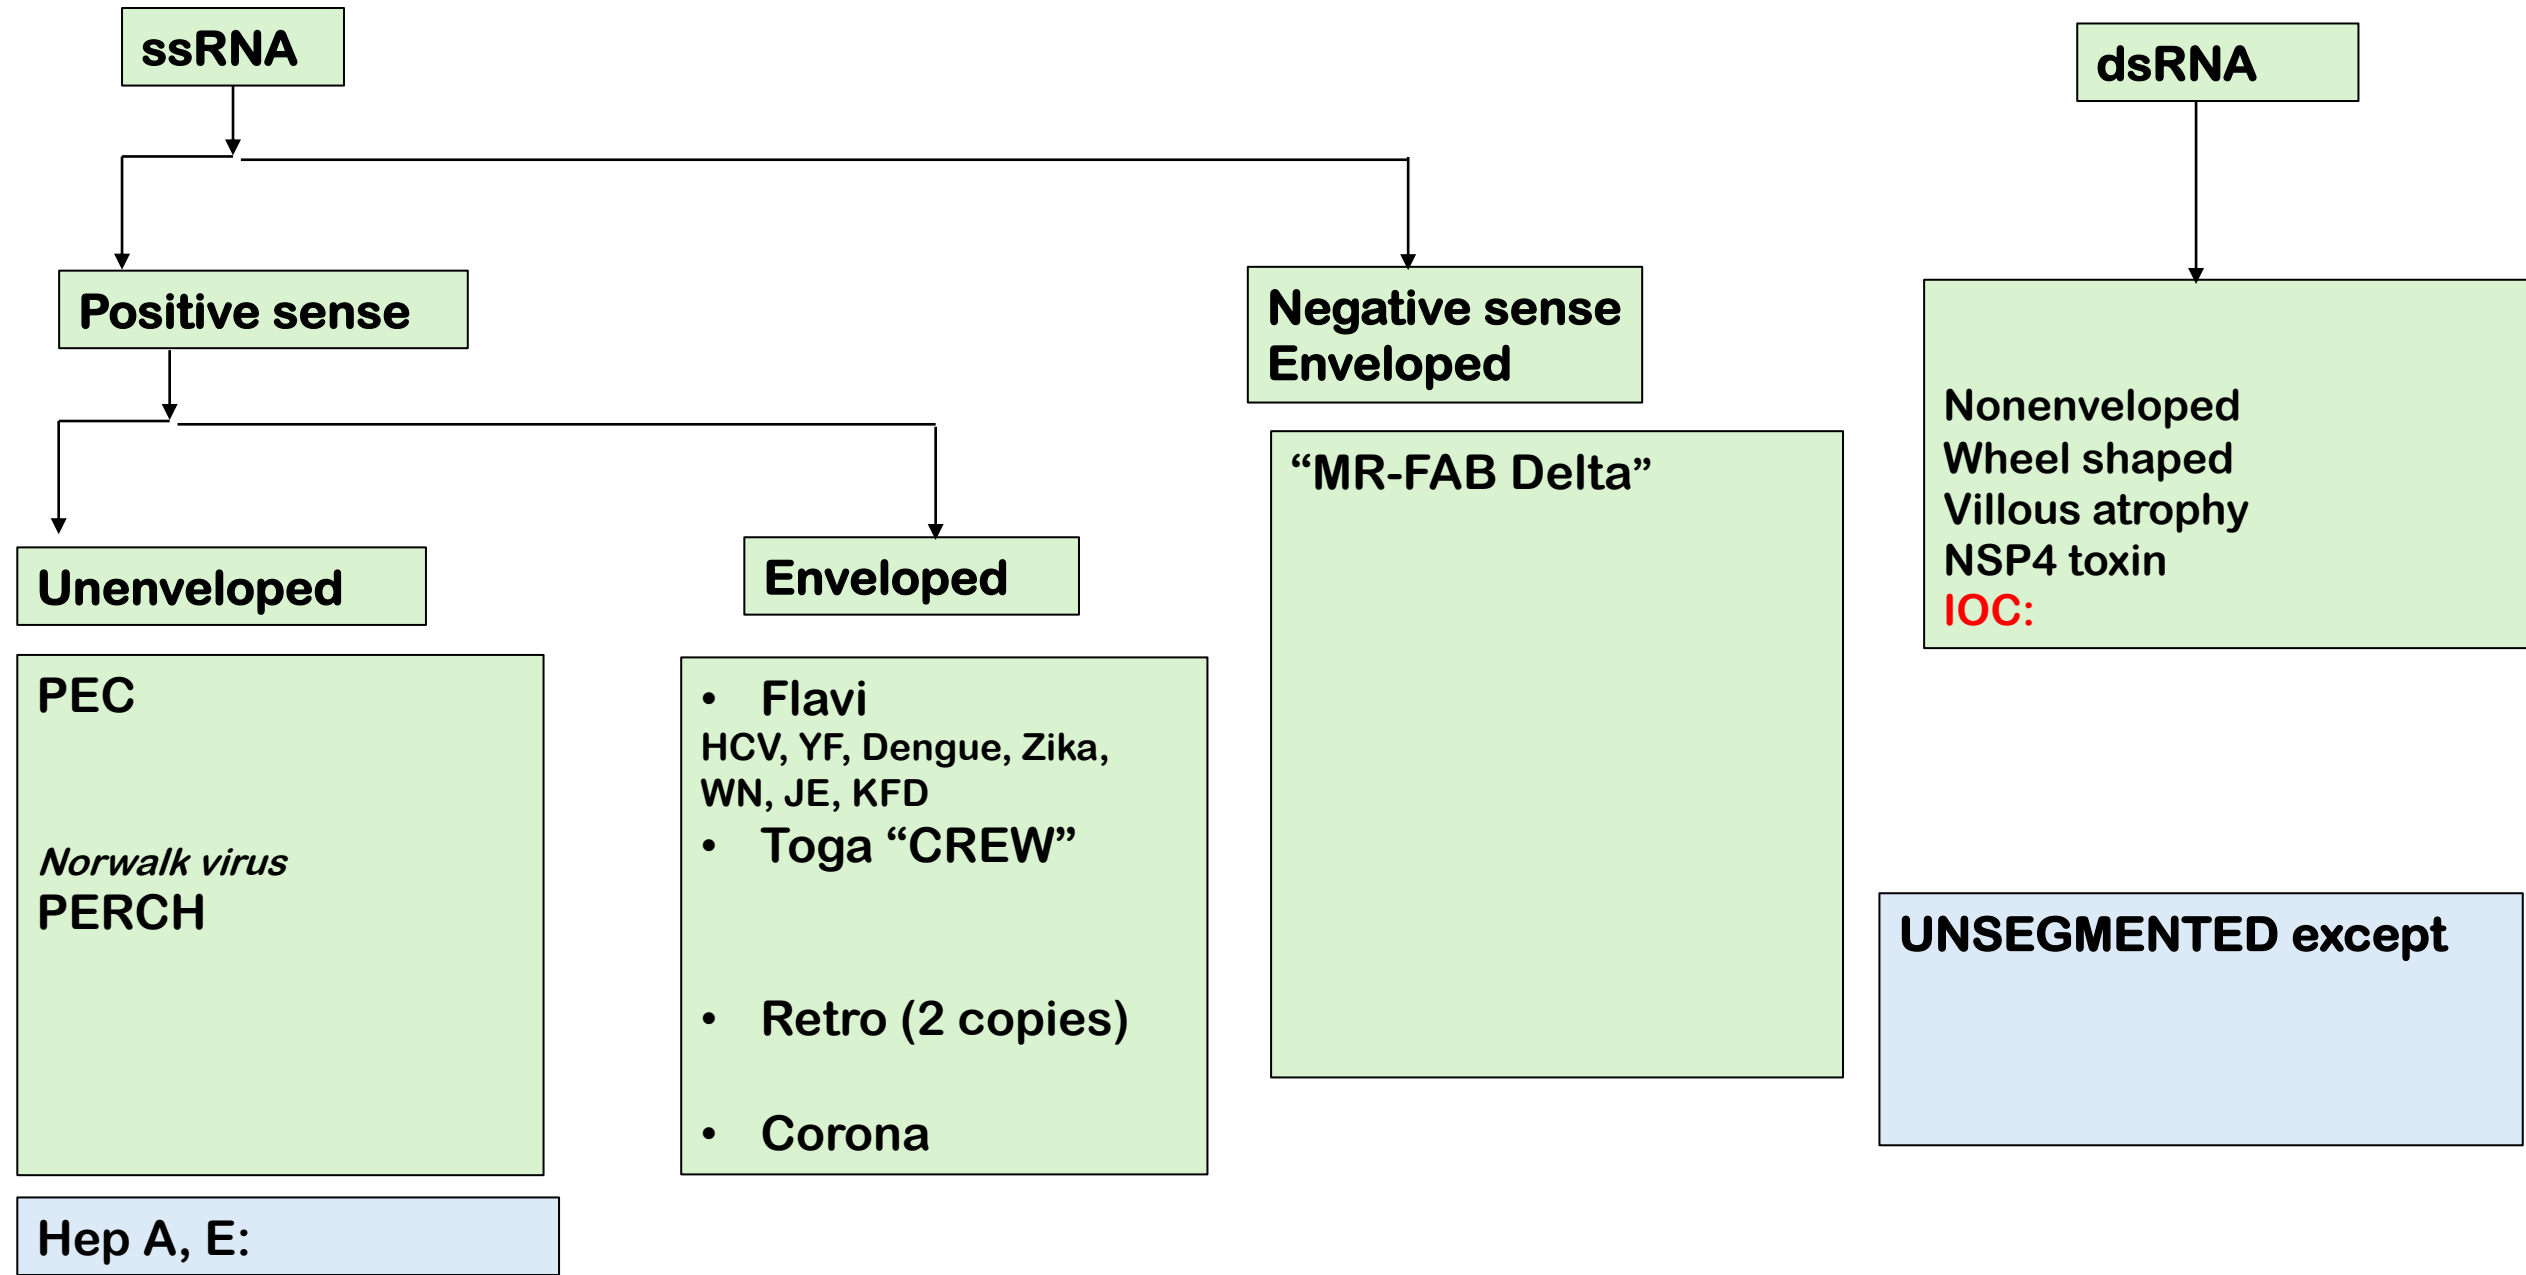 ssRNA
dsRNA
Positive sense
Negative sense
Enveloped
Unenveloped
Enveloped
PEC
Norwalk virus
PERCH
Hep A, E:
• Flavi
HCV, YF, Dengue, Zika,
WN, JE, KFD
• Toga “CREW”
• Retro (2 copies)
• Corona
“MR-FAB Delta”
Nonenveloped
Wheel shaped
Villous atrophy
NSP4 toxin
IOC:
UNSEGMENTED except